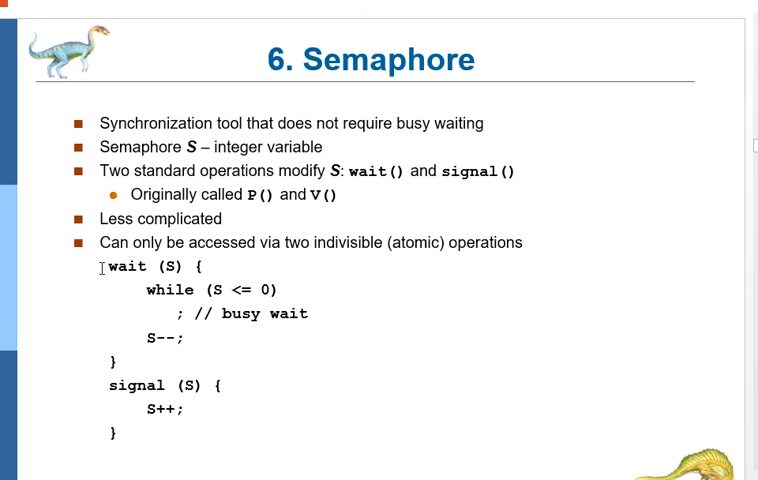 6. Semaphore
Synchronization tool that does not require busy waiting
Semaphore S – integer variable
Two standard operations modify S: wait() and signal()
Originally called P() and V()
Less complicated
Can only be accessed via two indivisible (atomic) operations
wait (S) {
while (S <= 0)
; // busy wait
S--;
}
signal (S) {
S++;
}